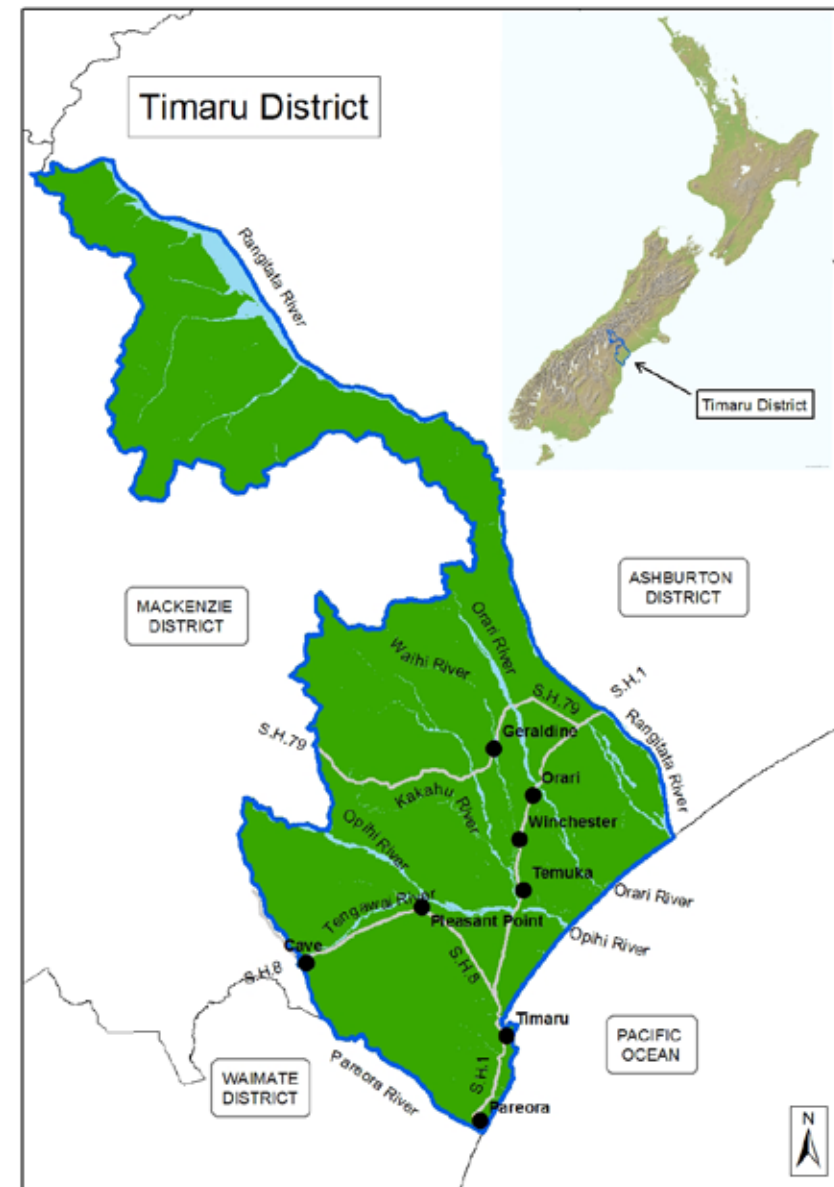 Timaru District
Rangitata River
Timaru District
MACKENZIE
DISTRICT
ASHBURTON
DISTRICT
Orari River
Waihi River
S.H.79
S.H.1
Rangitata River
S.H.79
Geraldine
Orari
Kakahu River
Winchester
Opihi River
Temuka
Orari River
Tengawai River
Pleasant Point
Opihi River
Cave
S.H.8
S.H.8
Timaru
PACIFIC
OCEAN
WAIMATE
DISTRICT
Pareora River
S.H.1
Pareora
N